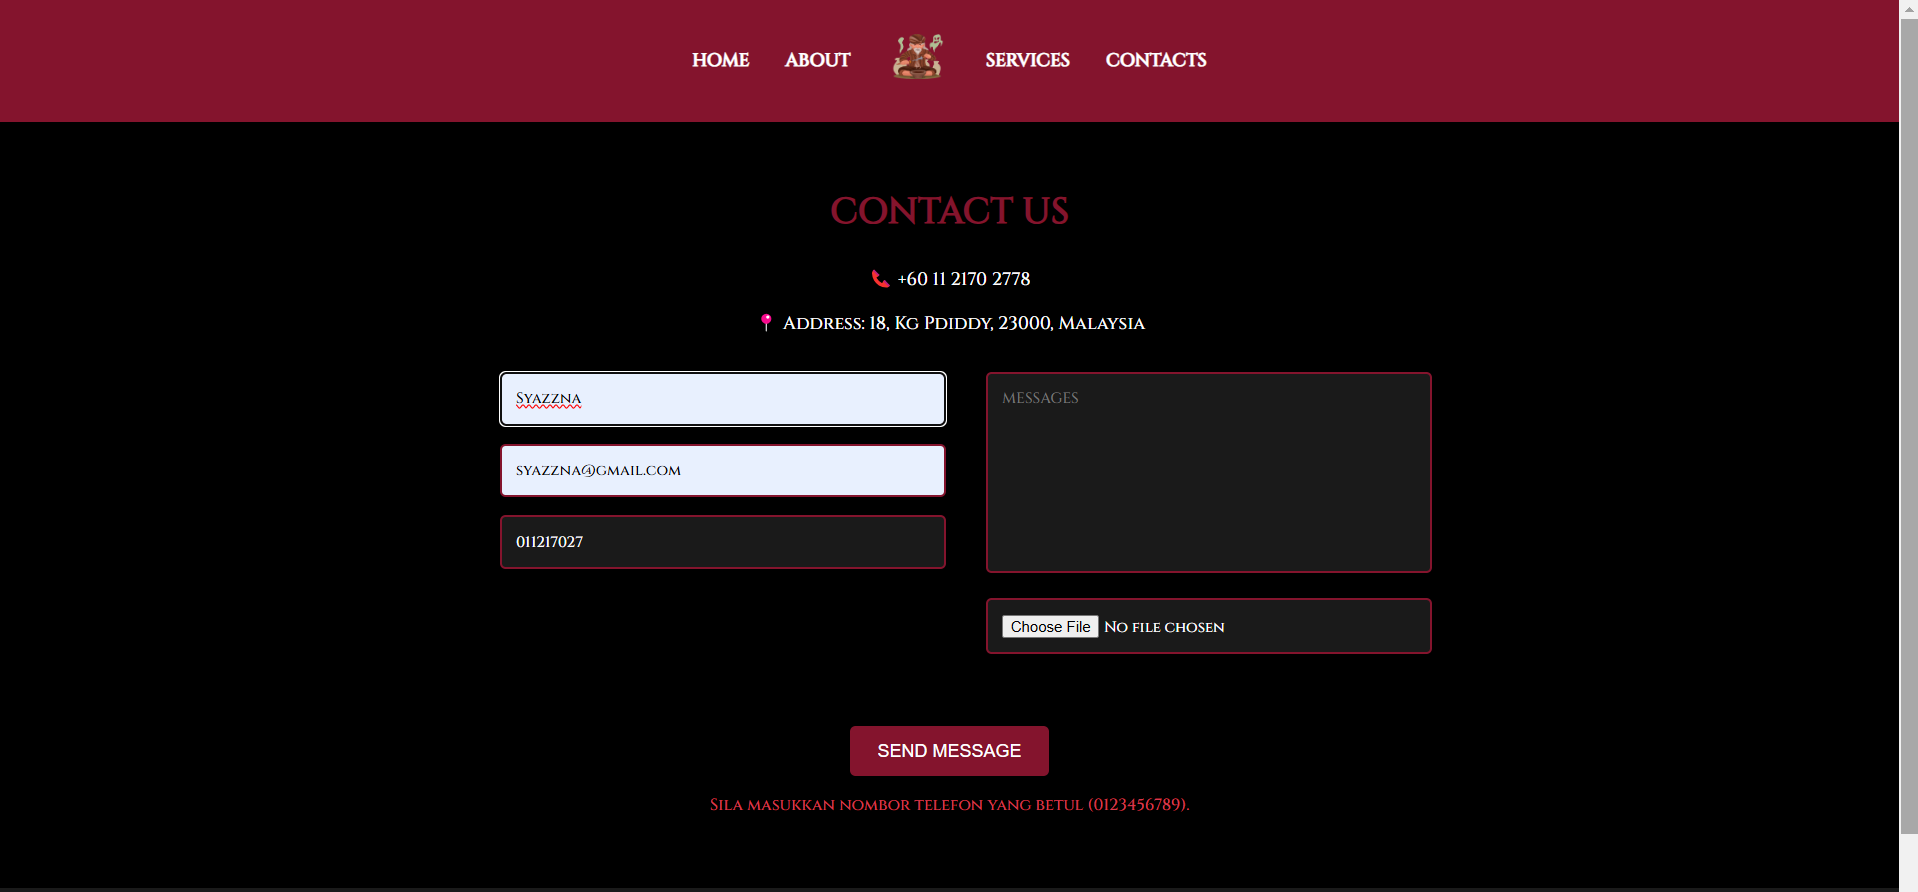 HOME ABOUT SERVICES CONTACTS
CONTACT US
+60 11 2170 2778
Address: 18, Kg Pdiddy, 23000, Malaysia
Syazzna
syazzna@gmail.com
011217027
MESSAGES
Choose File No file chosen
SEND MESSAGE
Sila masukkan nombor telefon yang betul (0123456789).